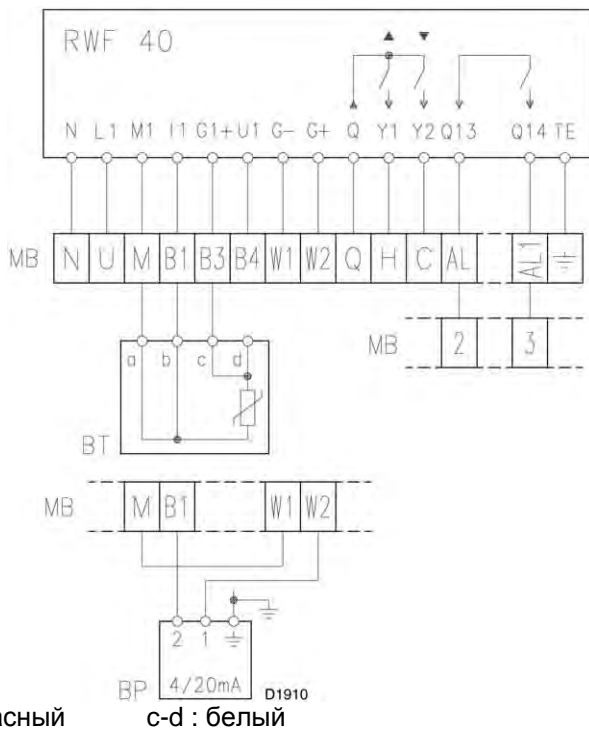 RWF 40
N L1 M1 I1 G1+ U1 G- G+ Q Y1 Y2 Q13 Q14 TE
MB N U M B1 B3 B4 W1 W2 Q H C AL AL1
MB 2 3
a b c d
BT
MB M B1 W1 W2
2 1
BP 4/20mA D1910
асный c-d : белый